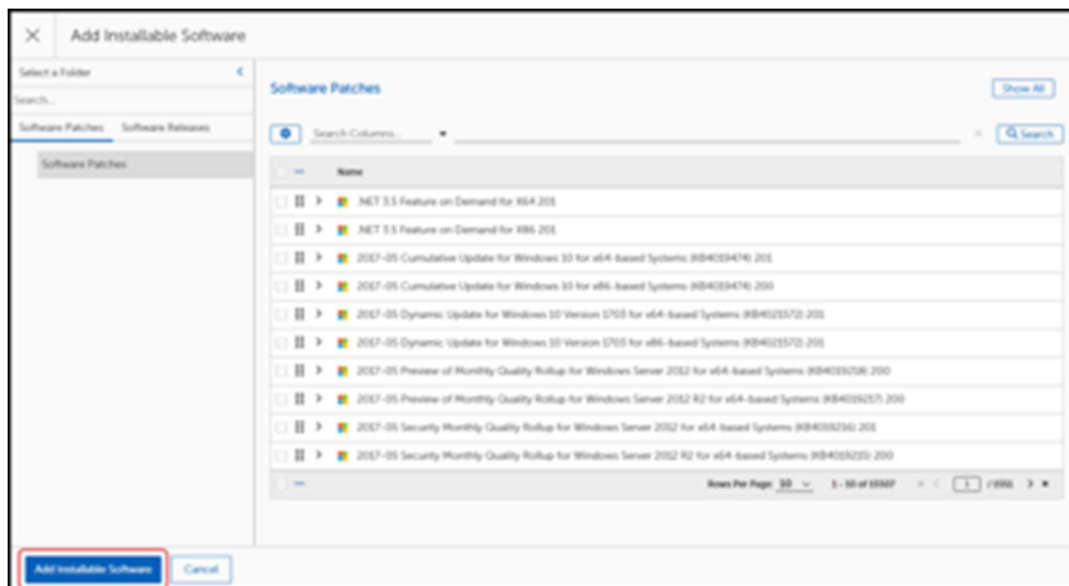 Add Installable Software
Select a Folder
Search...
Software Patches Software Releases
Software Patches
Software Patches
Show All
Search Columns... Search
Name
.NET 3.5 Feature on Demand for X64 201
.NET 3.5 Feature on Demand for X86 201
2017-05 Cumulative Update for Windows 10 for x64-based Systems (KB4019474) 201
2017-05 Cumulative Update for Windows 10 for x86-based Systems (KB4019474) 200
2017-05 Dynamic Update for Windows 10 Version 1703 for x64-based Systems (KB4021572) 201
2017-05 Dynamic Update for Windows 10 Version 1703 for x86-based Systems (KB4021572) 201
2017-05 Preview of Monthly Quality Rollup for Windows Server 2012 for x64-based Systems (KB4019218) 200
2017-05 Preview of Monthly Quality Rollup for Windows Server 2012 R2 for x64-based Systems (KB4019217) 200
2017-05 Security Monthly Quality Rollup for Windows Server 2012 for x64-based Systems (KB4019216) 201
2017-05 Security Monthly Quality Rollup for Windows Server 2012 R2 for x64-based Systems (KB4019215) 200
Rows Per Page: 10 1 - 10 of 1
Add Installable Software Cancel